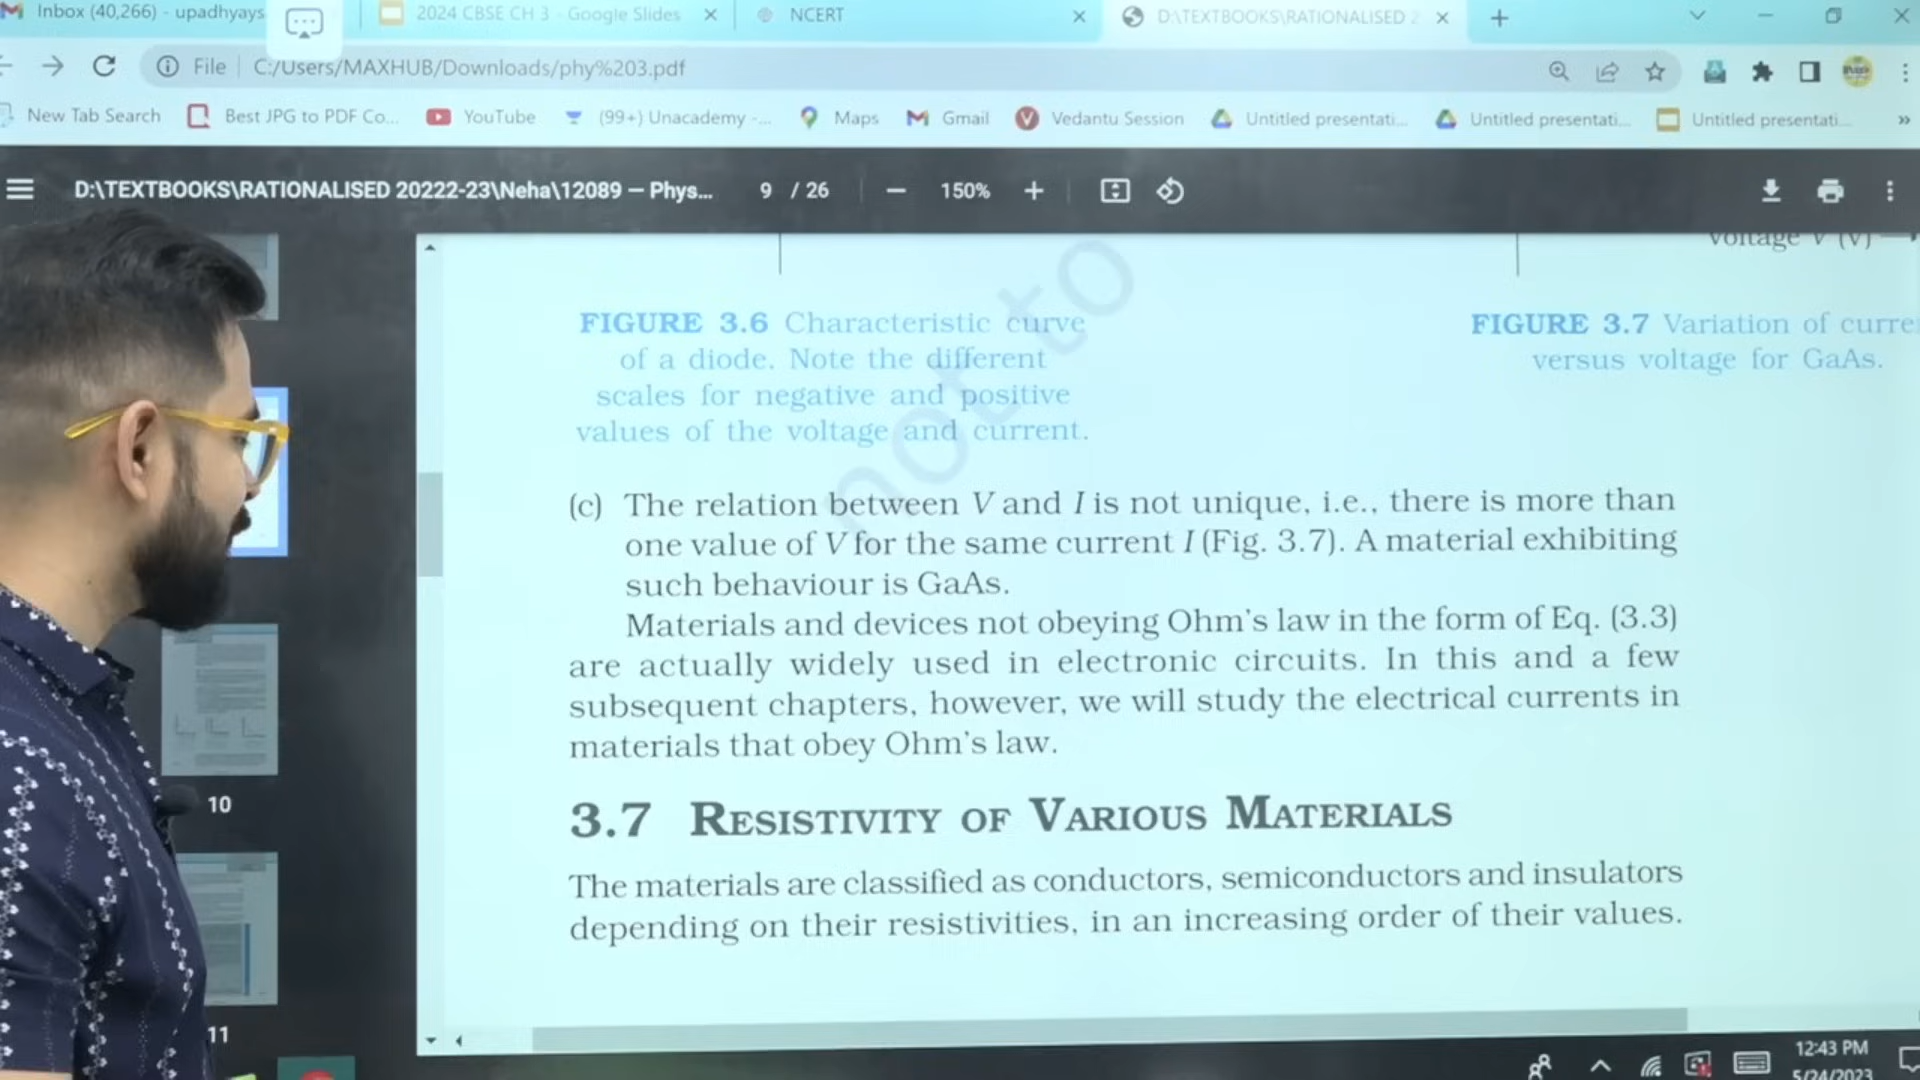 Inbox (40,266) - upadhyays
2024 CBSE CH 3 - Google Slides
NCERT
D:\TEXTBOOKS\RATIONALISED 2
File
C:/Users/MAXHUB/Downloads/phy%203.pdf
New Tab Search
Best JPG to PDF Co...
YouTube
(99+) Unacademy -...
Maps
Gmail
Vedantu Session
Untitled presentati...
Untitled presentati...
Untitled presentati...
D:\TEXTBOOKS\RATIONALISED 20222-23\Neha\12089 — Phys...
9 / 26
150%
voltage V (V)
not to
FIGURE 3.6 Characteristic curve
of a diode. Note the different
scales for negative and positive
values of the voltage and current.
FIGURE 3.7 Variation of curre
versus voltage for GaAs.
(c) The relation between V and I is not unique, i.e., there is more than
one value of V for the same current I (Fig. 3.7). A material exhibiting
such behaviour is GaAs.
Materials and devices not obeying Ohm's law in the form of Eq. (3.3)
are actually widely used in electronic circuits. In this and a few
subsequent chapters, however, we will study the electrical currents in
materials that obey Ohm's law.
3.7 RESISTIVITY OF VARIOUS MATERIALS
The materials are classified as conductors, semiconductors and insulators
depending on their resistivities, in an increasing order of their values.
10
11
12:43 PM
5/24/2023